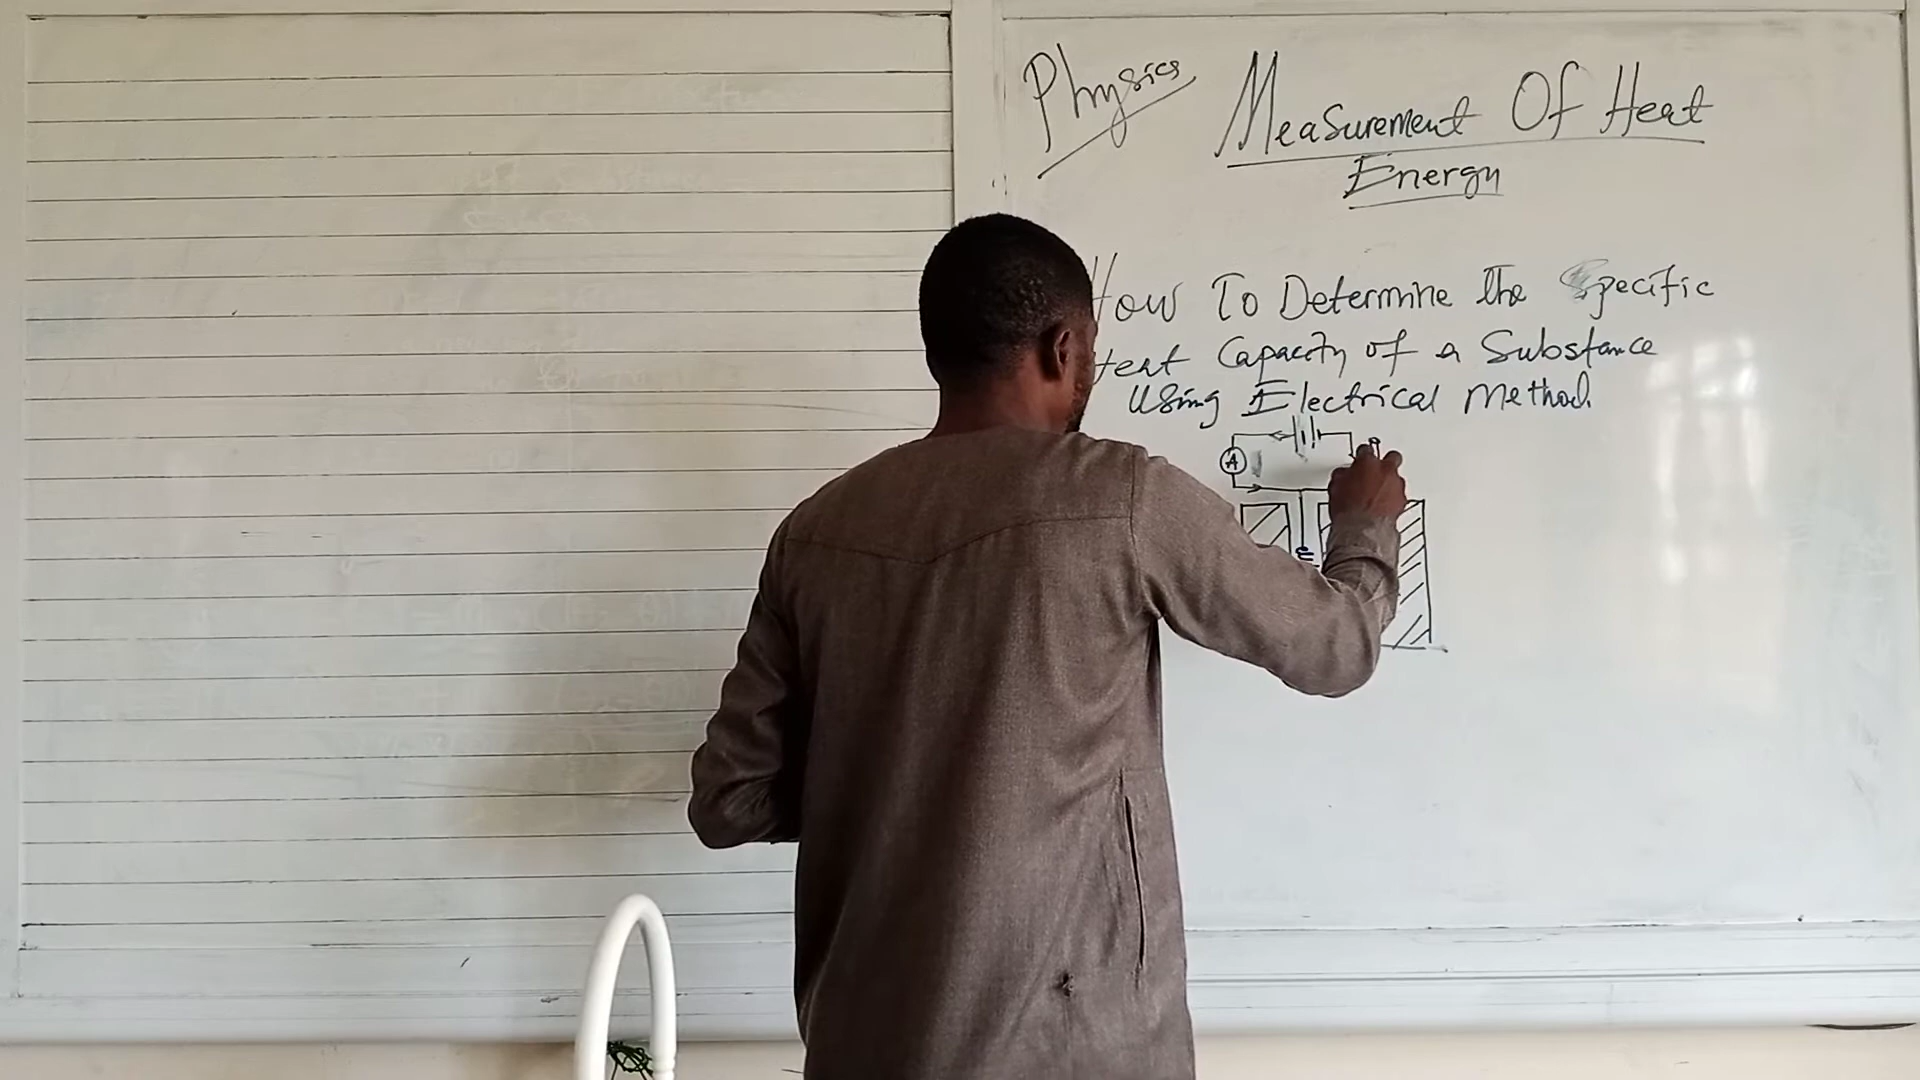 Physics
Measurement Of Heat
Energy
How To Determine the Specific
Heat Capacity of a Substance
Using Electrical Method.
A